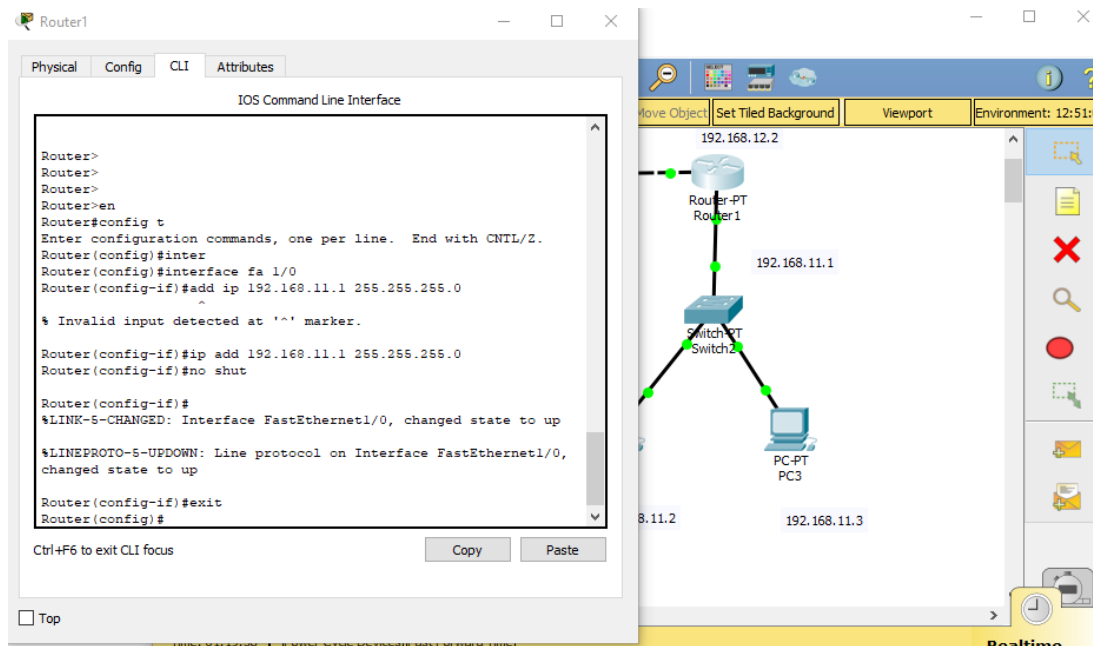 Router1
Physical Config CLI Attributes
IOS Command Line Interface
Router>
Router>
Router>
Router>en
Router#config t
Enter configuration commands, one per line.  End with CNTL/Z.
Router(config)#inter
Router(config)#interface fa 1/0
Router(config-if)#add ip 192.168.11.1 255.255.255.0
^
% Invalid input detected at '^' marker.
Router(config-if)#ip add 192.168.11.1 255.255.255.0
Router(config-if)#no shut
Router(config-if)#
%LINK-5-CHANGED: Interface FastEthernet1/0, changed state to up
%LINEPROTO-5-UPDOWN: Line protocol on Interface FastEthernet1/0,
changed state to up
Router(config-if)#exit
Router(config)#
Ctrl+F6 to exit CLI focus
Copy Paste
Top
Move Object Set Tiled Background Viewport Environment: 12:51:
192.168.12.2
Router-PT
Router1
192.168.11.1
Switch-PT
Switch2
PC-PT
PC3
8.11.2
192.168.11.3
Realtime